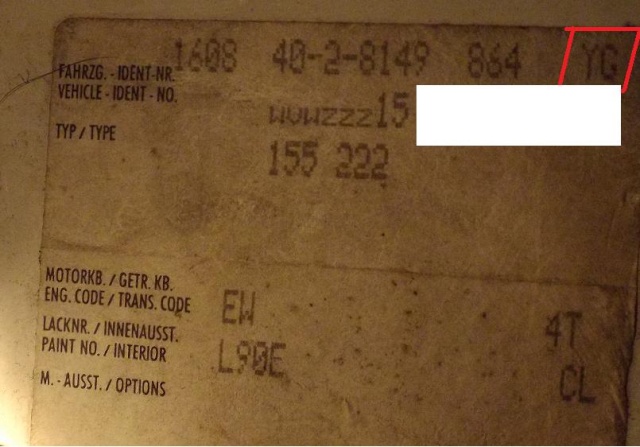 1608 40-2-8149 864 YG
FAHRZG. - IDENT-NR.
VEHICLE - IDENT - NO. WVWZZZ15
TYP / TYPE 155 222
MOTORKB. / GETR. KB.
ENG. CODE / TRANS. CODE EW 4T
LACKNR. / INNENAUSST.
PAINT NO. / INTERIOR L90E CL
M. - AUSST. / OPTIONS